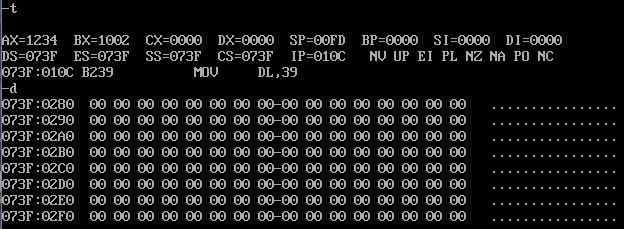 -t
AX=1234  BX=1002  CX=0000  DX=0000  SP=00FD  BP=0000  SI=0000  DI=0000
DS=073F  ES=073F  SS=073F  CS=073F  IP=010C   NV UP EI PL NZ NA PO NC
073F:010C B239          MOV     DL,39
-d
073F:0280  00 00 00 00 00 00 00 00-00 00 00 00 00 00 00 00   ................
073F:0290  00 00 00 00 00 00 00 00-00 00 00 00 00 00 00 00   ................
073F:02A0  00 00 00 00 00 00 00 00-00 00 00 00 00 00 00 00   ................
073F:02B0  00 00 00 00 00 00 00 00-00 00 00 00 00 00 00 00   ................
073F:02C0  00 00 00 00 00 00 00 00-00 00 00 00 00 00 00 00   ................
073F:02D0  00 00 00 00 00 00 00 00-00 00 00 00 00 00 00 00   ................
073F:02E0  00 00 00 00 00 00 00 00-00 00 00 00 00 00 00 00   ................
073F:02F0  00 00 00 00 00 00 00 00-00 00 00 00 00 00 00 00   ................